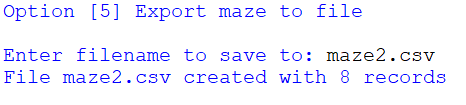 Option [5] Export maze to file
Enter filename to save to: maze2.csv
File maze2.csv created with 8 records